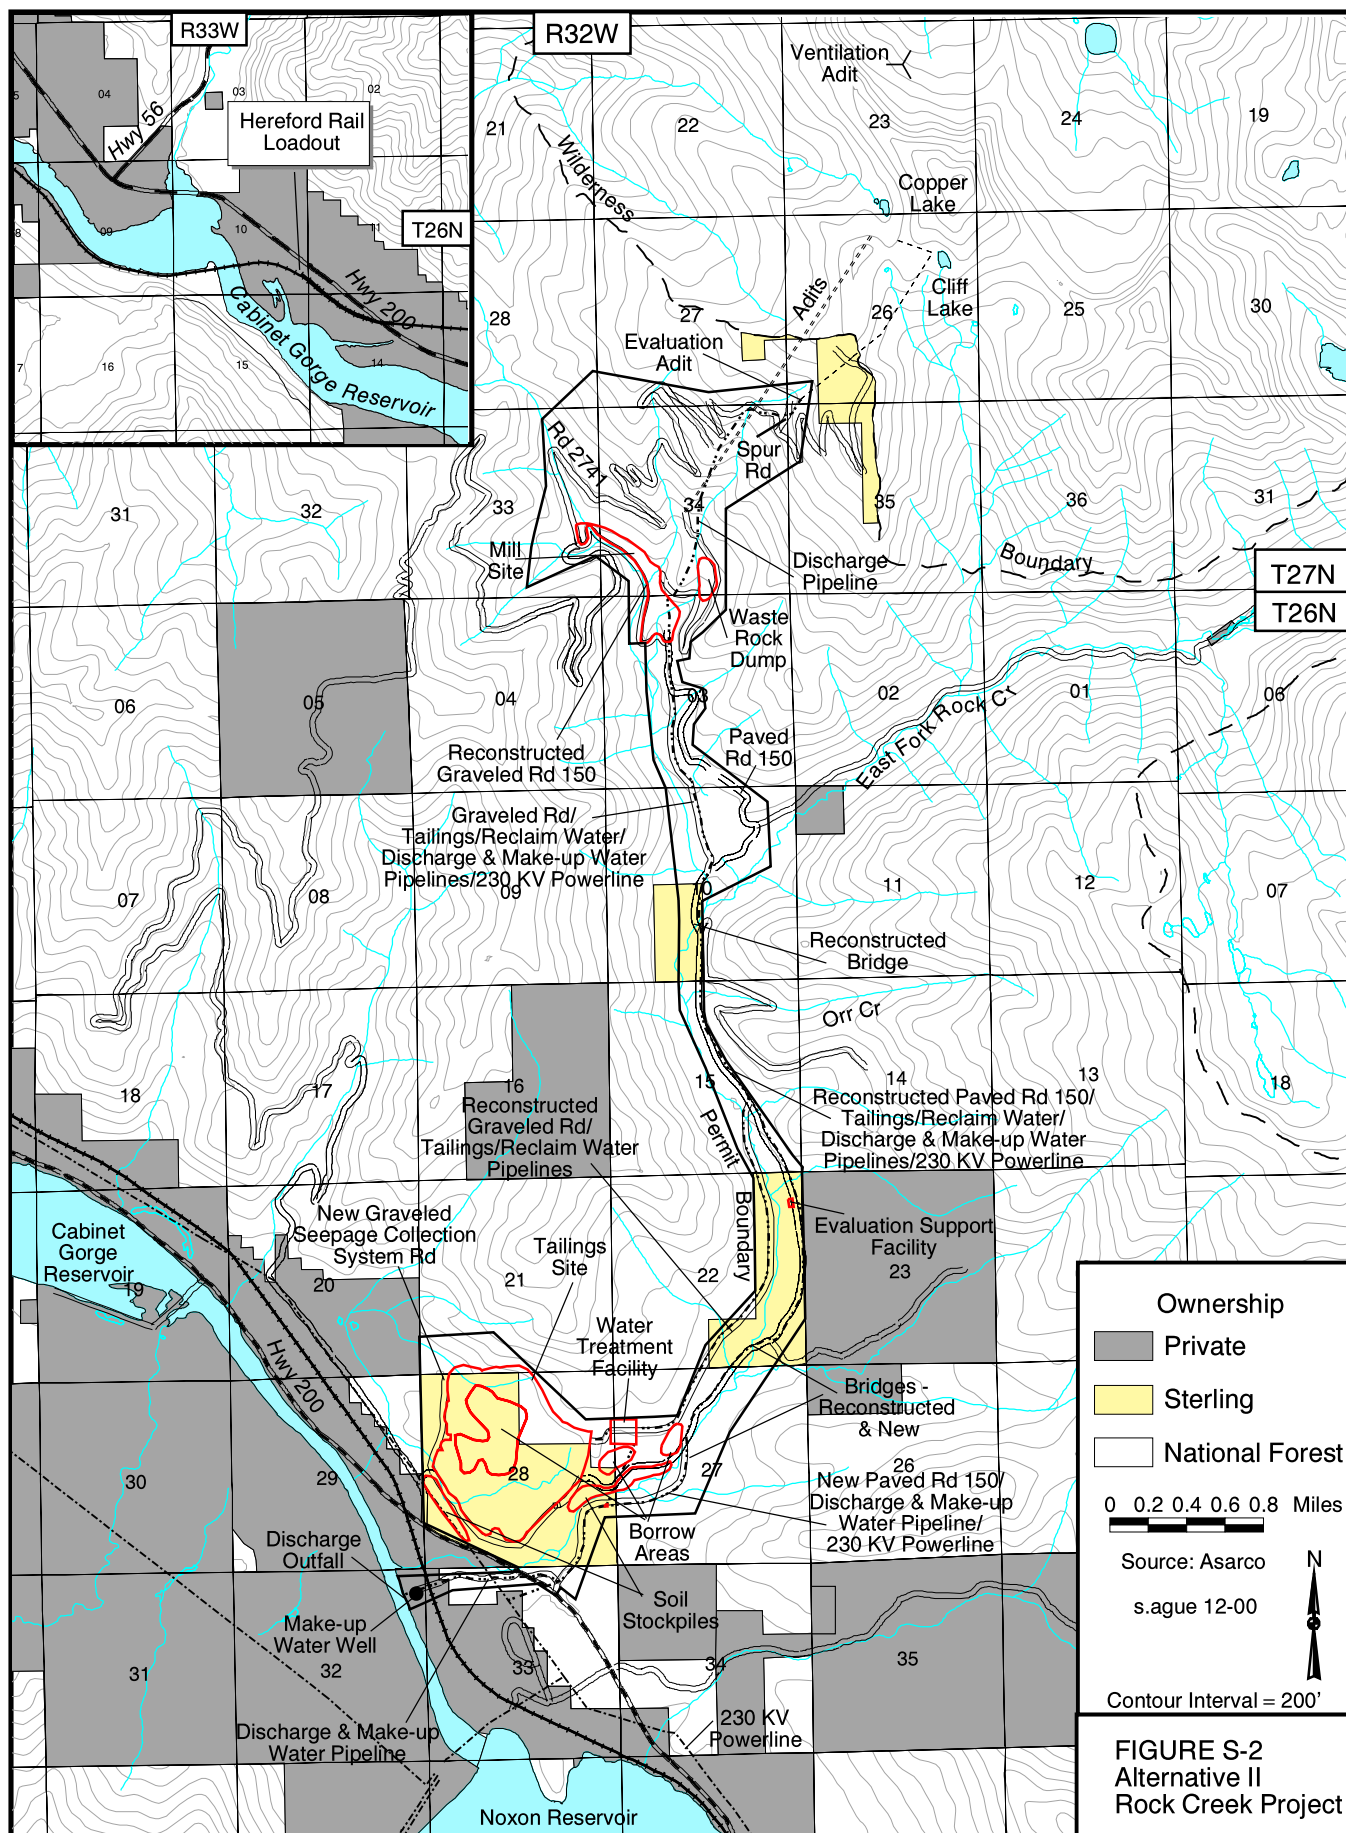 R33W
5
04
03
02
Hwy 56
Hereford Rail
Loadout
T26N
8
09
10
11
Hwy 200
Cabinet Gorge Reservoir
7
16
15
14
R32W
Ventilation
Adit
21
22
23
24
19
Wilderness
Copper
Lake
Adits
Cliff
Lake
28
27
26
25
30
Evaluation
Adit
Rd 2741
Spur
Rd
31
32
33
34
35
36
31
Mill
Site
Discharge
Pipeline
Boundary
T27N
T26N
Waste
Rock
Dump
06
05
04
03
02
01
06
East Fork Rock Cr
Reconstructed
Graveled Rd 150
Paved
Rd 150
Graveled Rd/
Tailings/Reclaim Water/
Discharge & Make-up Water
Pipelines/230 KV Powerline
07
08
09
10
11
12
07
Reconstructed
Bridge
Orr Cr
18
17
16
15
14
13
18
Reconstructed
Graveled Rd/
Tailings/Reclaim Water
Pipelines
Permit
Boundary
Reconstructed Paved Rd 150/
Tailings/Reclaim Water/
Discharge & Make-up Water
Pipelines/230 KV Powerline
New Graveled
Seepage Collection
System Rd
Tailings
Site
Cabinet
Gorge
Reservoir
Evaluation Support
Facility
19
20
21
22
23
Water
Treatment
Facility
Hwy 200
Bridges -
Reconstructed
& New
30
29
28
27
26
New Paved Rd 150/
Discharge & Make-up
Water Pipeline/
230 KV Powerline
Borrow
Areas
Discharge
Outfall
Soil
Stockpiles
Make-up
Water Well
31
32
33
34
35
Discharge & Make-up
Water Pipeline
230 KV
Powerline
Noxon Reservoir
Ownership
Private
Sterling
National Forest
0 0.2 0.4 0.6 0.8 Miles
Source: Asarco
s.ague 12-00
N
Contour Interval = 200'
FIGURE S-2
Alternative II
Rock Creek Project